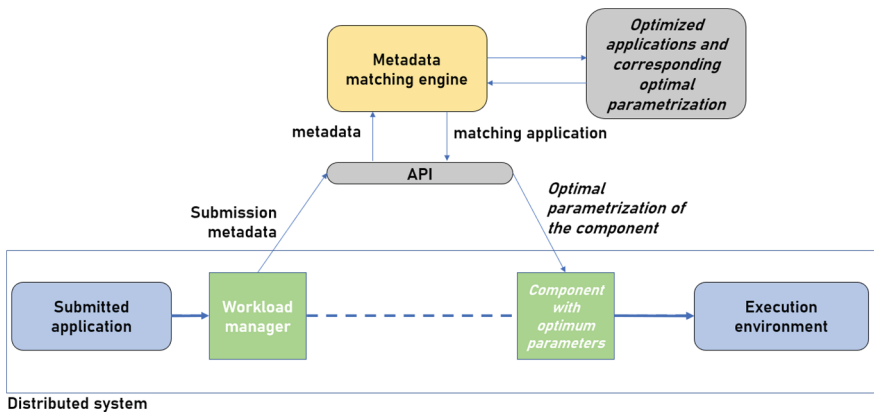 Metadata
matching engine
Optimized
applications and
corresponding
optimal
parametrization
metadata
matching application
API
Submission
metadata
Optimal
parametrization of
the component
Submitted
application
Workload
manager
Component
with
optimum
parameters
Execution
environment
Distributed system